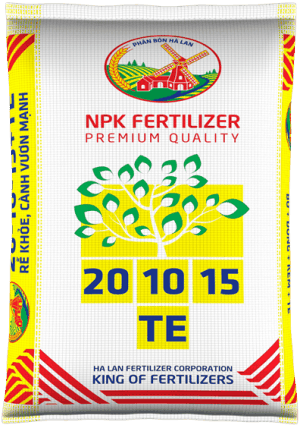 PHÂN BÓN HÀ LAN
NPK FERTILIZER
PREMIUM QUALITY
20 10 15
TE
HA LAN FERTILIZER CORPORATION
KING OF FERTILIZERS
RỄ KHỎE, CÀNH VƯƠN MẠNH